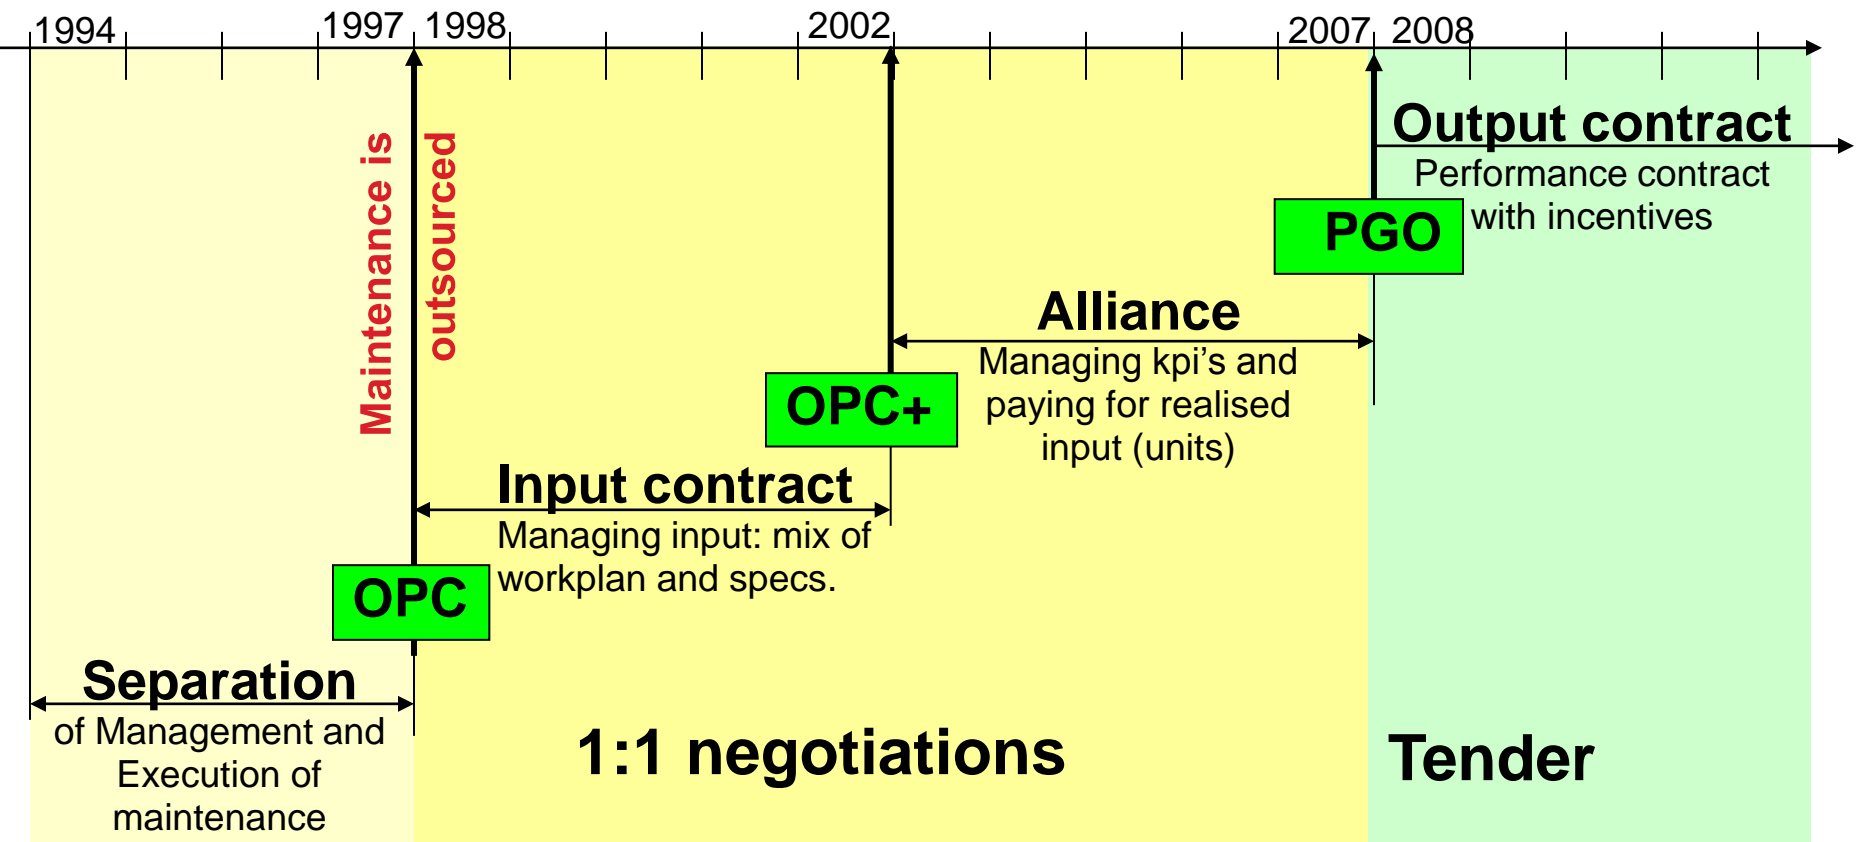 1994
1997
1998
2002
2007
2008
Maintenance is
outsourced
Output contract
Performance contract
with incentives
PGO
Alliance
Managing kpi's and
paying for realised
input (units)
OPC+
Input contract
Managing input: mix of
workplan and specs.
OPC
Separation
of Management and
Execution of
maintenance
1:1 negotiations
Tender